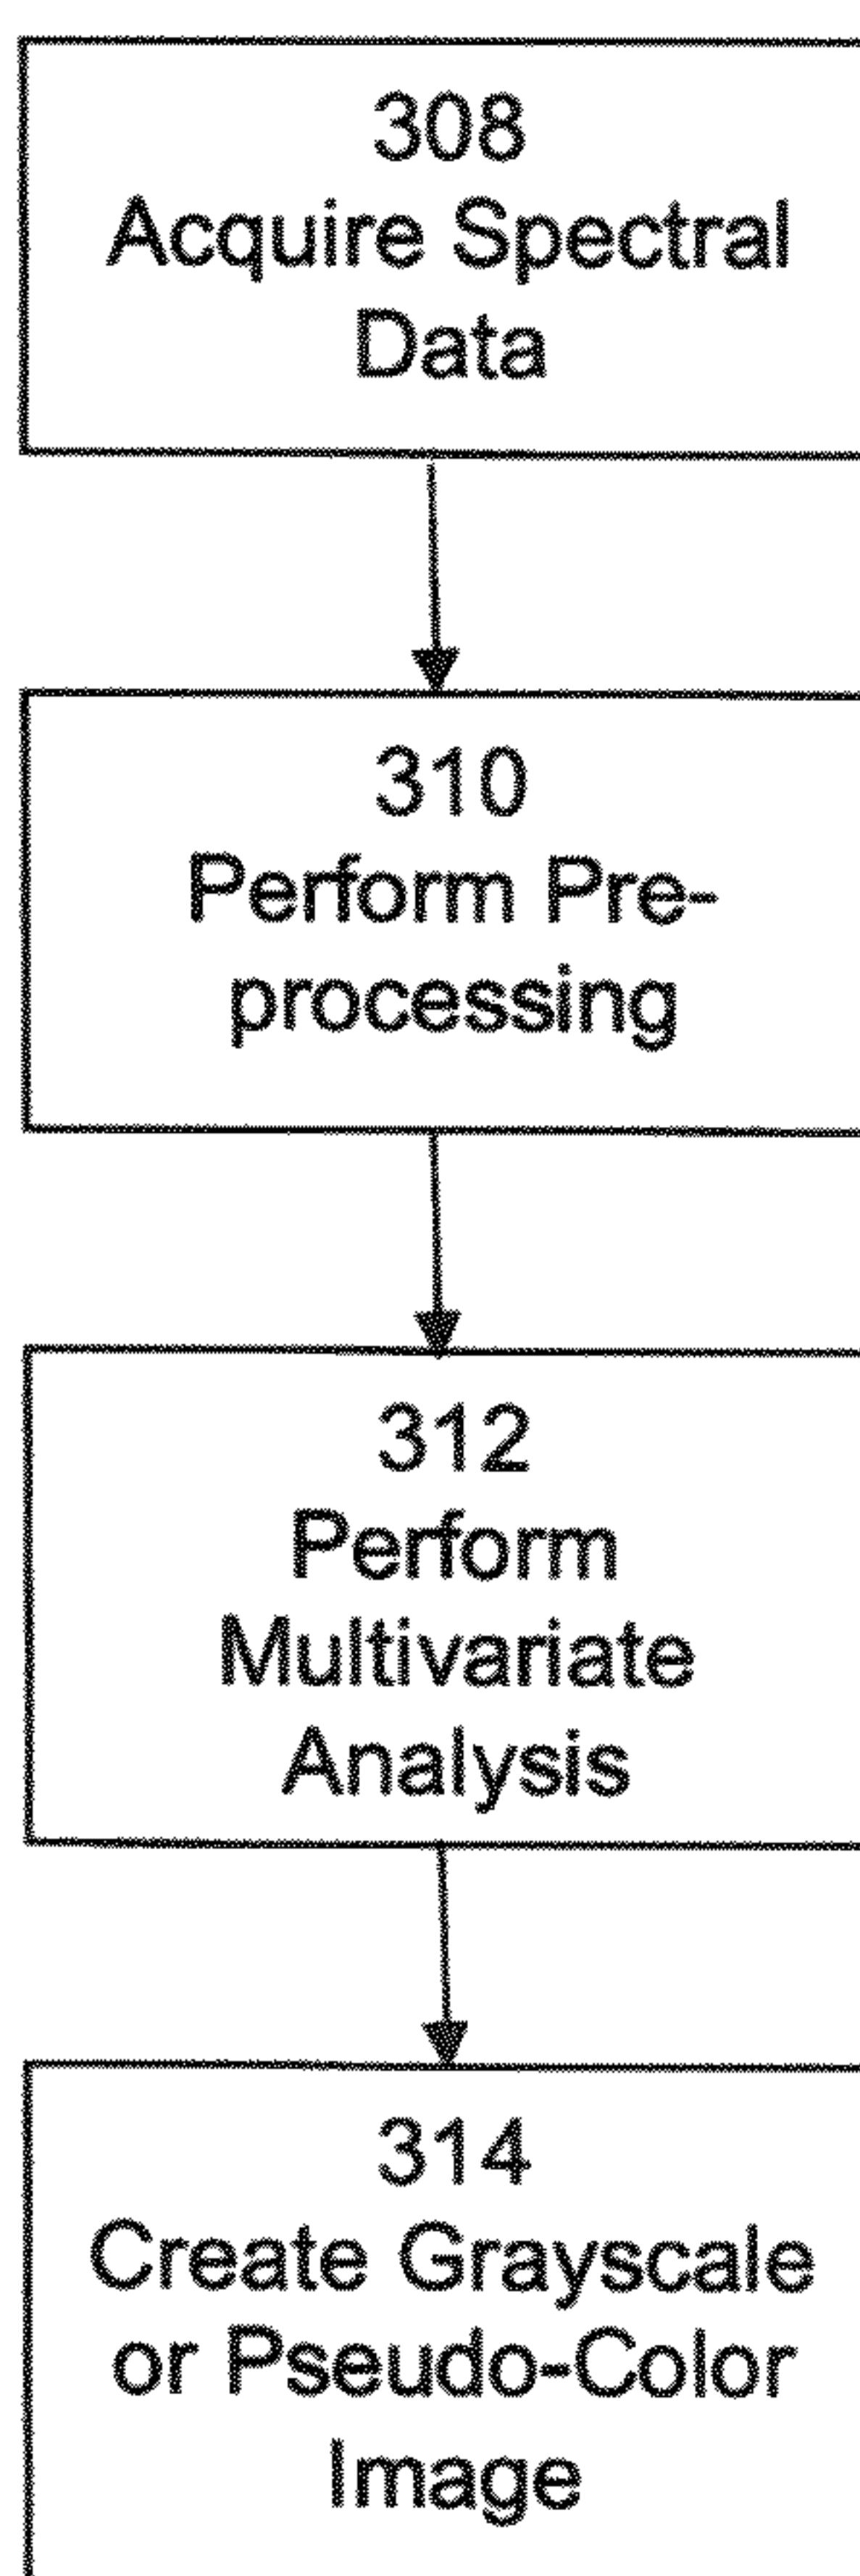 308
Acquire Spectral
Data
310
Perform Pre-
processing
312
Perform
Multivariate
Analysis
314
Create Grayscale
or Pseudo-Color
Image